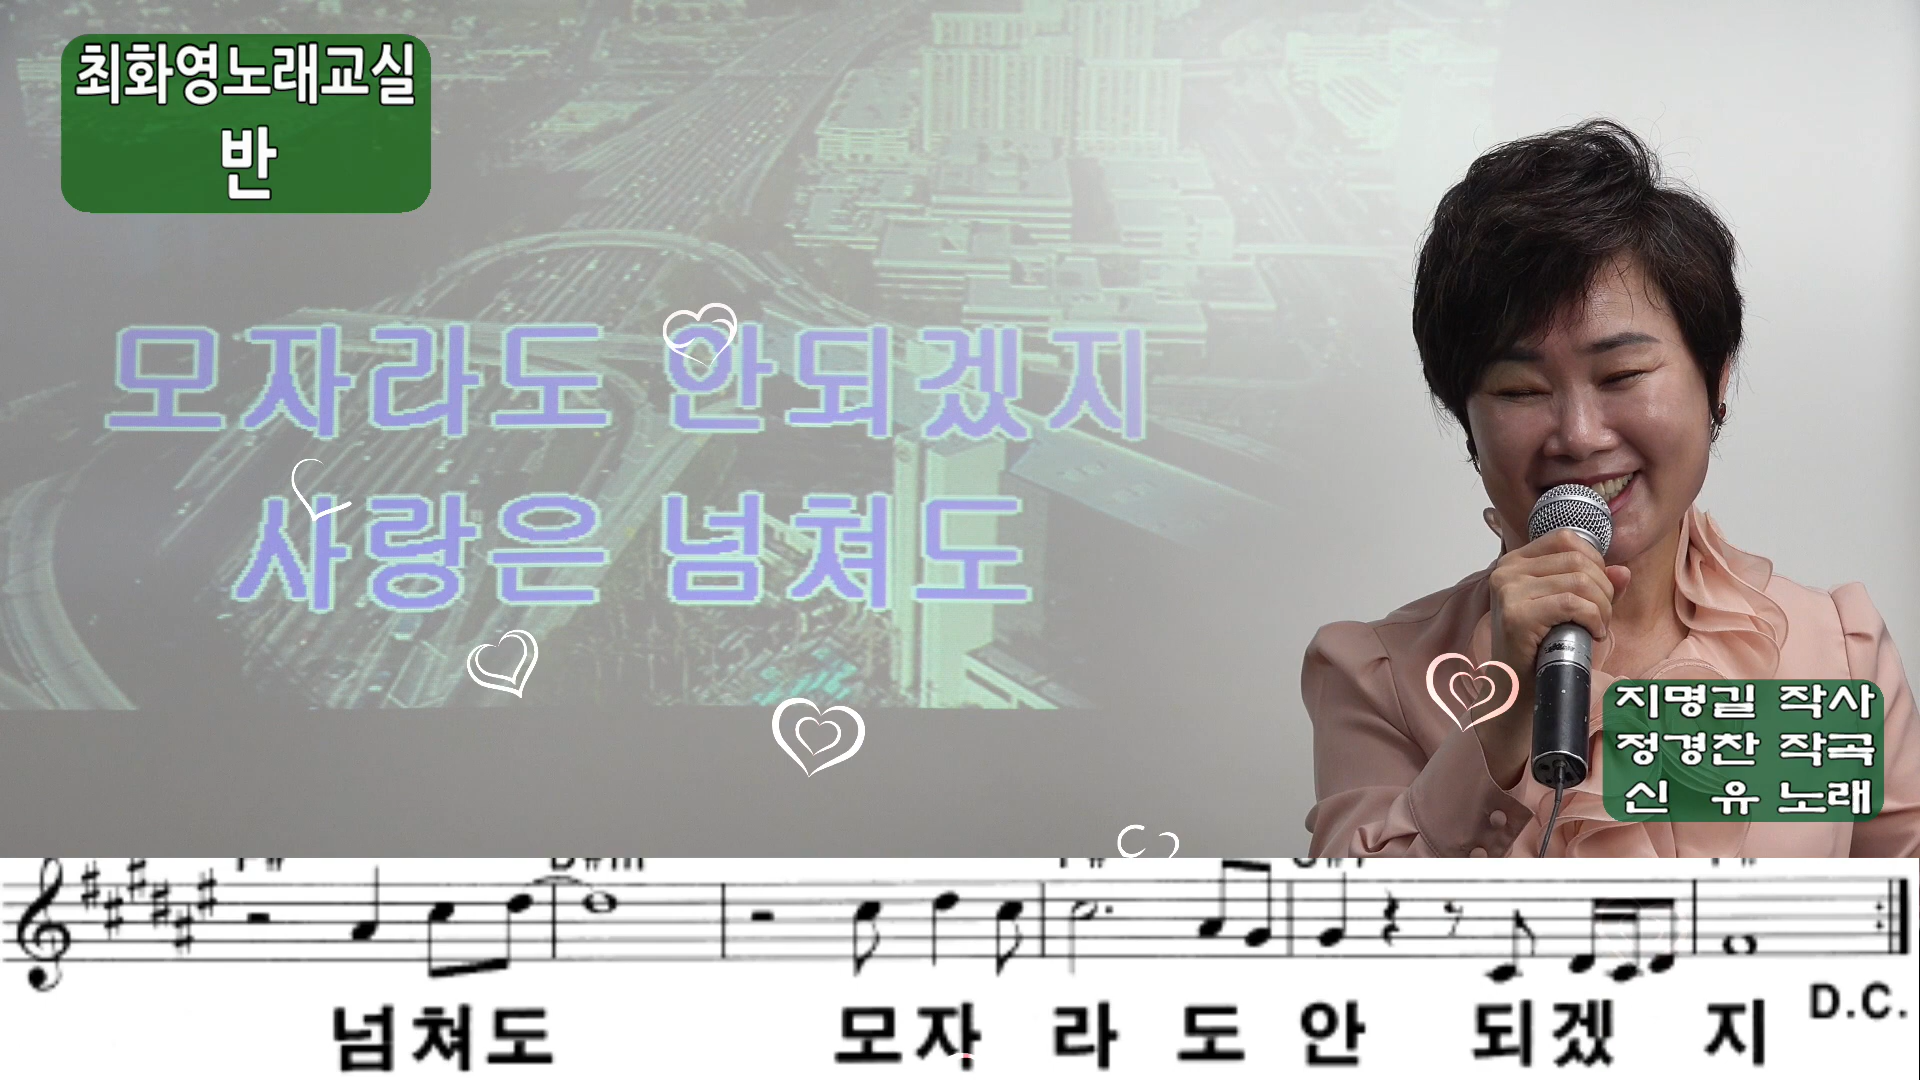 최화영노래교실
반
모자라도 안되겠지
사랑은 넘쳐도
지명길 작사
정경찬 작곡
신 유 노래
넘쳐도 모자 라 도 안 되겠 지 D.C.